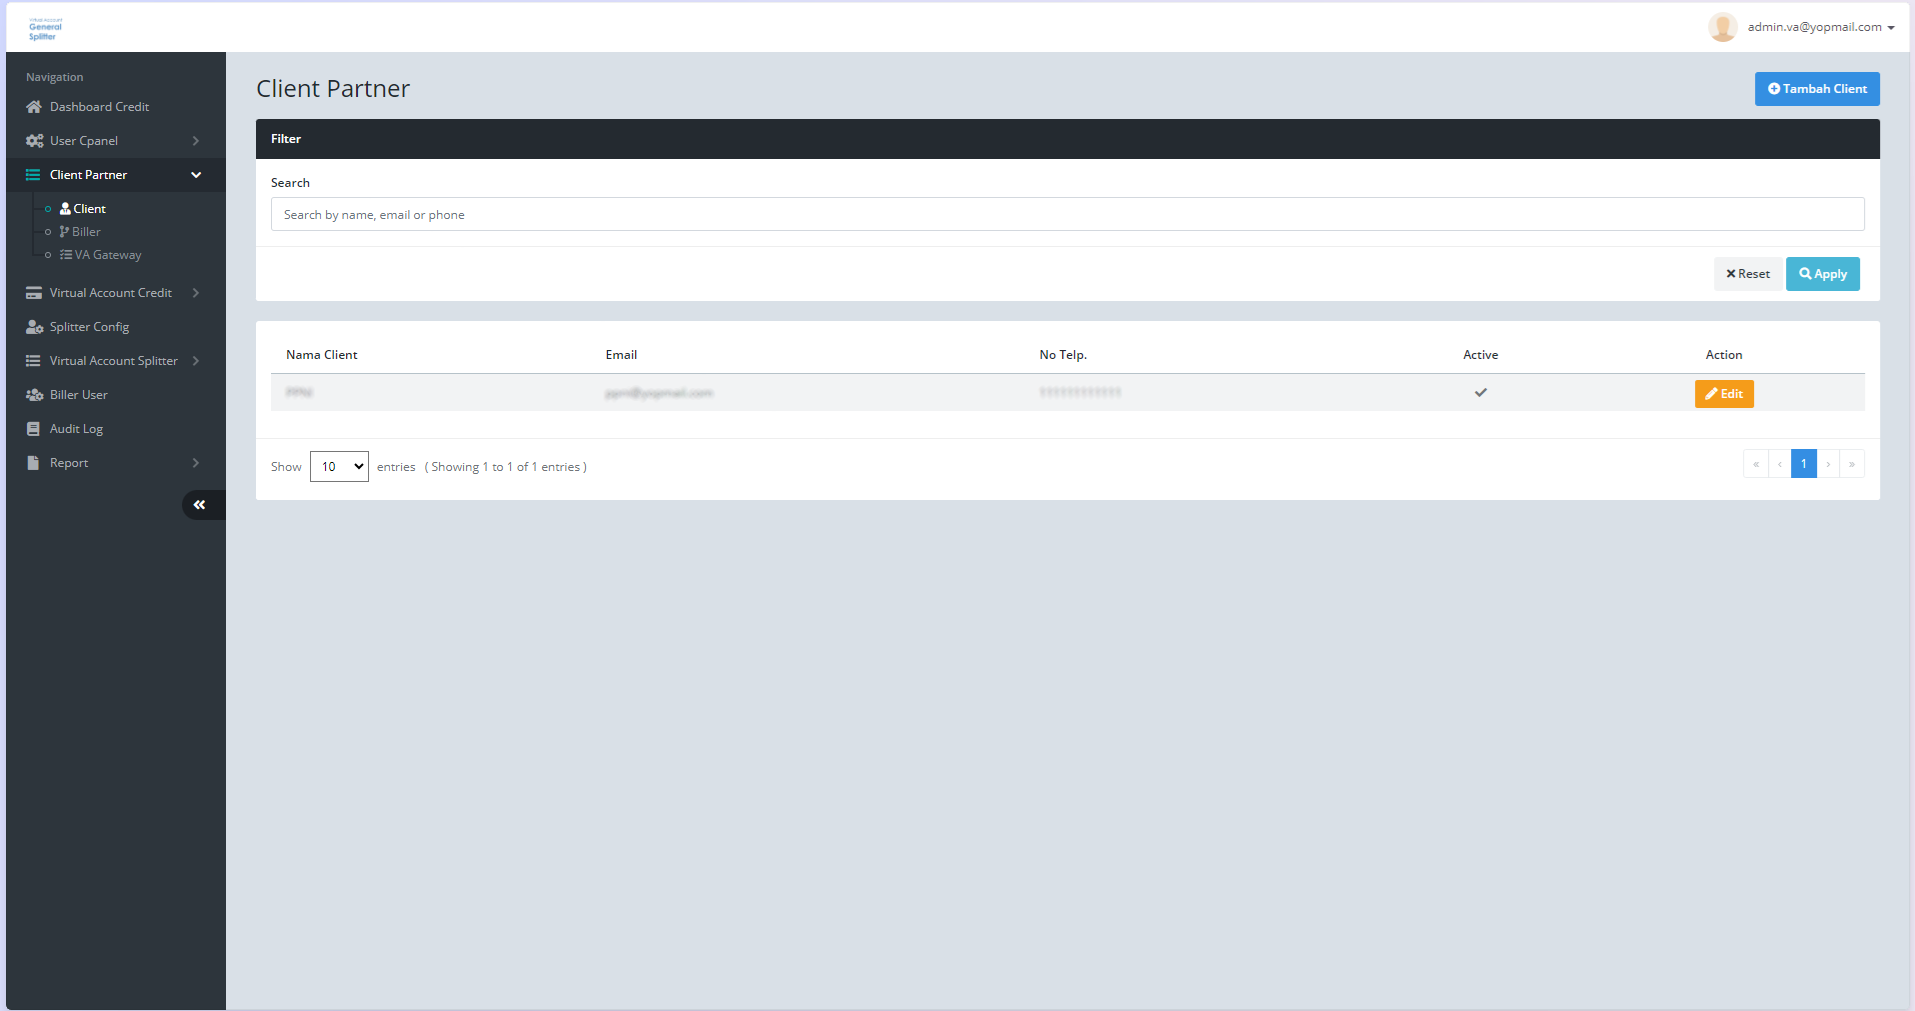 Virtual Account
General
Splitter
admin.va@yopmail.com
Navigation
Dashboard Credit
User Cpanel
Client Partner
Client
Biller
VA Gateway
Virtual Account Credit
Splitter Config
Virtual Account Splitter
Biller User
Audit Log
Report
Client Partner
Tambah Client
Filter
Search
Search by name, email or phone
Reset Apply
Nama Client Email No Telp. Active Action
Edit
Show 10 entries ( Showing 1 to 1 of 1 entries )
« ‹ 1 › »